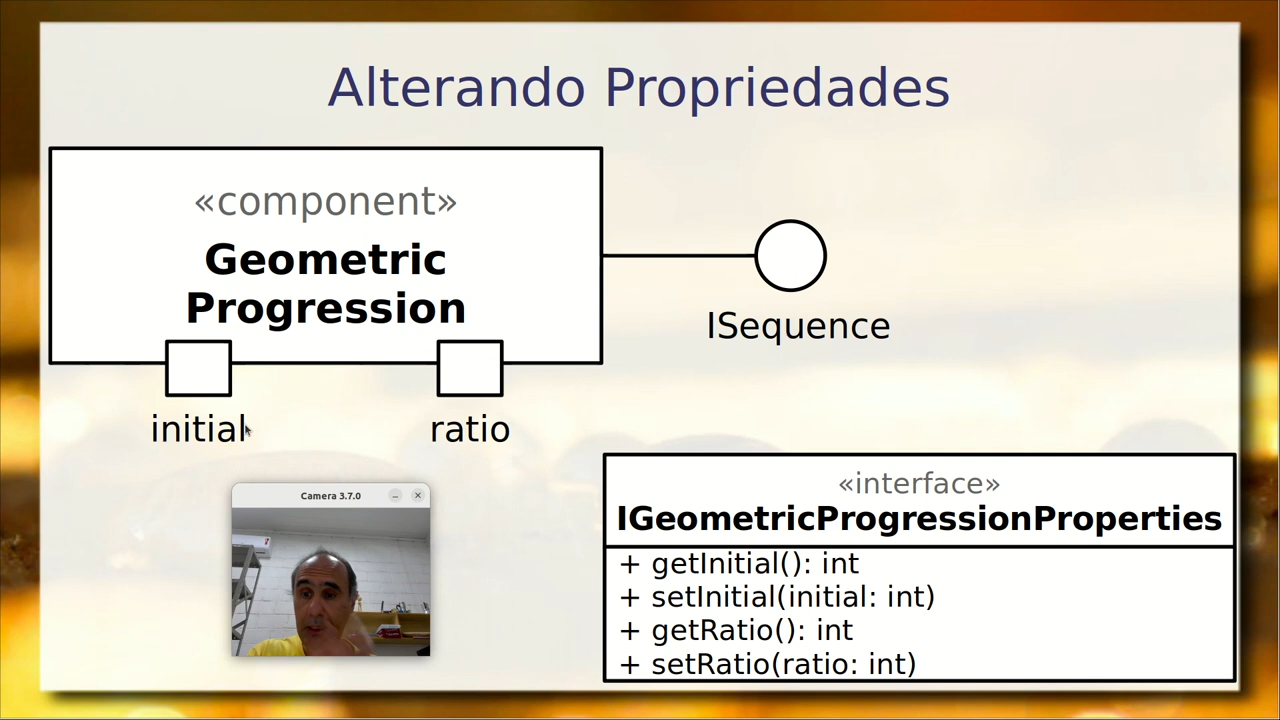 Alterando Propriedades
«component»
Geometric
Progression
ISequence
initial
ratio
Camera 3.7.0
«interface»
IGeometricProgressionProperties
+ getInitial(): int
+ setInitial(initial: int)
+ getRatio(): int
+ setRatio(ratio: int)